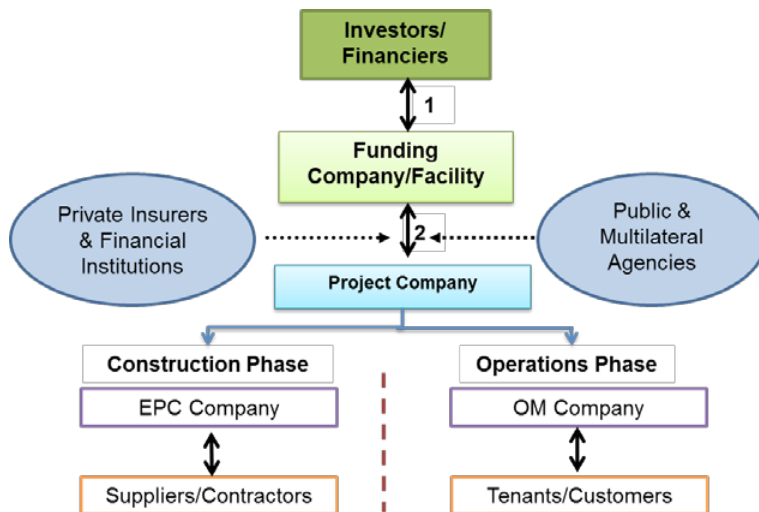 Investors/
Financiers
1
Funding
Company/Facility
Private Insurers
& Financial
Institutions
2
Public &
Multilateral
Agencies
Project Company
Construction Phase
Operations Phase
EPC Company
OM Company
Suppliers/Contractors
Tenants/Customers